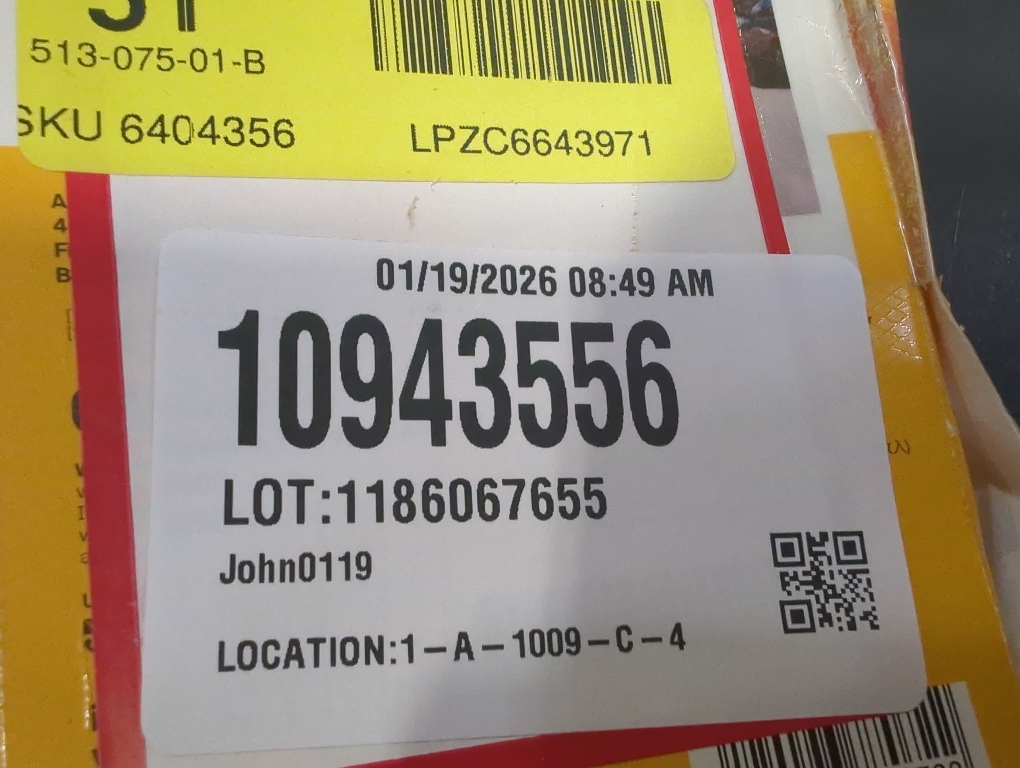 513-075-01-B
SKU 6404356
LPZC6643971
01/19/2026 08:49 AM
10943556
LOT:1186067655
John0119
LOCATION:1-A-1009-C-4